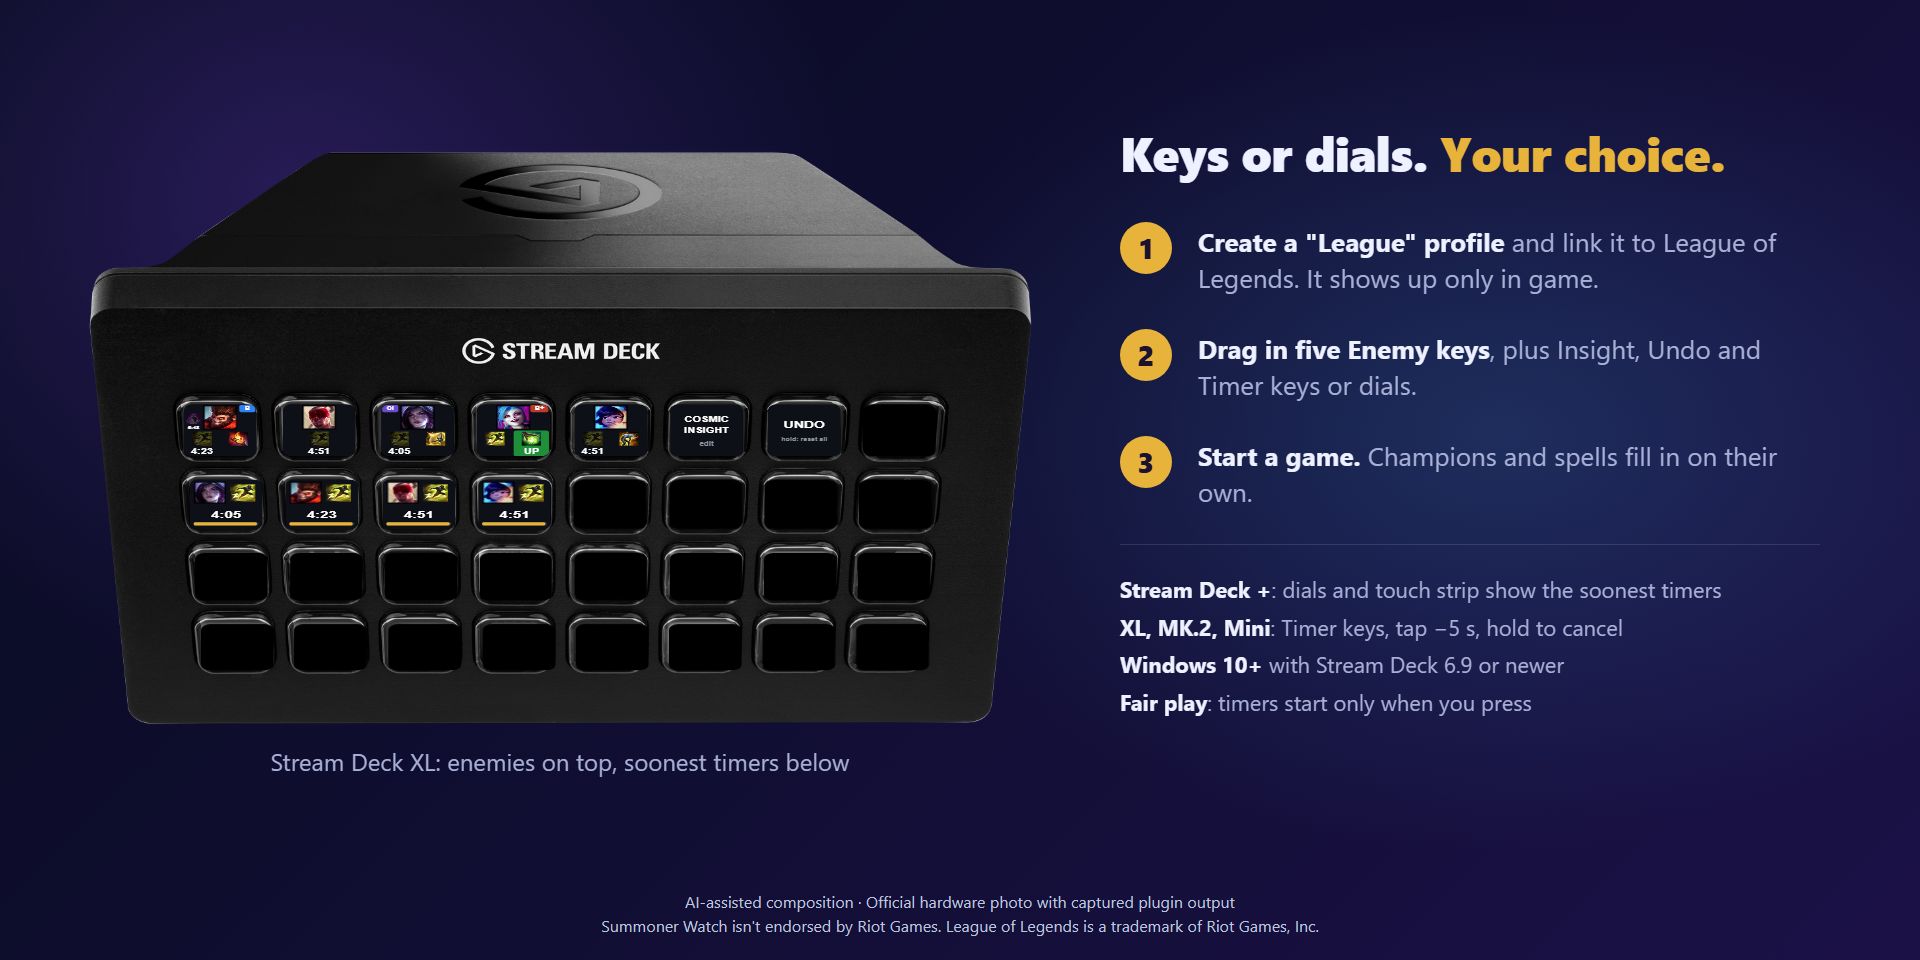 Keys or dials. Your choice.
1
Create a "League" profile and link it to League of
Legends. It shows up only in game.
2
Drag in five Enemy keys, plus Insight, Undo and
Timer keys or dials.
3
Start a game. Champions and spells fill in on their
own.
Stream Deck +: dials and touch strip show the soonest timers
XL, MK.2, Mini: Timer keys, tap −5 s, hold to cancel
Windows 10+ with Stream Deck 6.9 or newer
Fair play: timers start only when you press
STREAM DECK
R
4:23
4:51
CI
4:05
R+
UP
4:51
COSMIC
INSIGHT
edit
UNDO
hold: reset all
4:05
4:23
4:51
4:51
Stream Deck XL: enemies on top, soonest timers below
AI-assisted composition · Official hardware photo with captured plugin output
Summoner Watch isn't endorsed by Riot Games. League of Legends is a trademark of Riot Games, Inc.